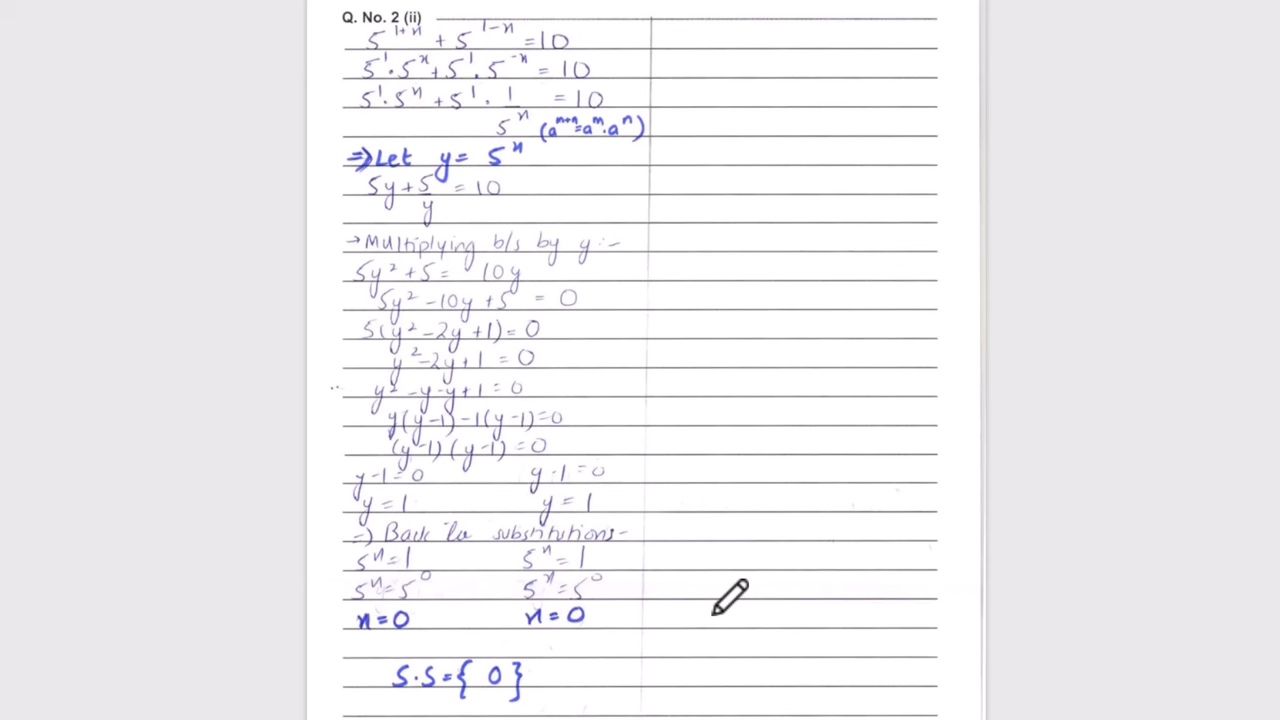 Q. No. 2 (ii)
5^(1+x) + 5^(1-x) = 10
5^1 · 5^x + 5^1 · 5^-x = 10
5^1 · 5^x + 5^1 · 1/5^x = 10
(a^(m+n) = a^m · a^n)
⇒ Let y = 5^x
5y + 5/y = 10
→ Multiplying b/s by y :-
5y² + 5 = 10y
5y² - 10y + 5 = 0
5(y² - 2y + 1) = 0
y² - 2y + 1 = 0
y² - y - y + 1 = 0
y(y-1) - 1(y-1) = 0
(y-1)(y-1) = 0
y - 1 = 0 y - 1 = 0
y = 1 y = 1
⇒ Back to substitutions-
5^x = 1 5^x = 1
5^x = 5^0 5^x = 5^0
x = 0 x = 0
S.S = { 0 }